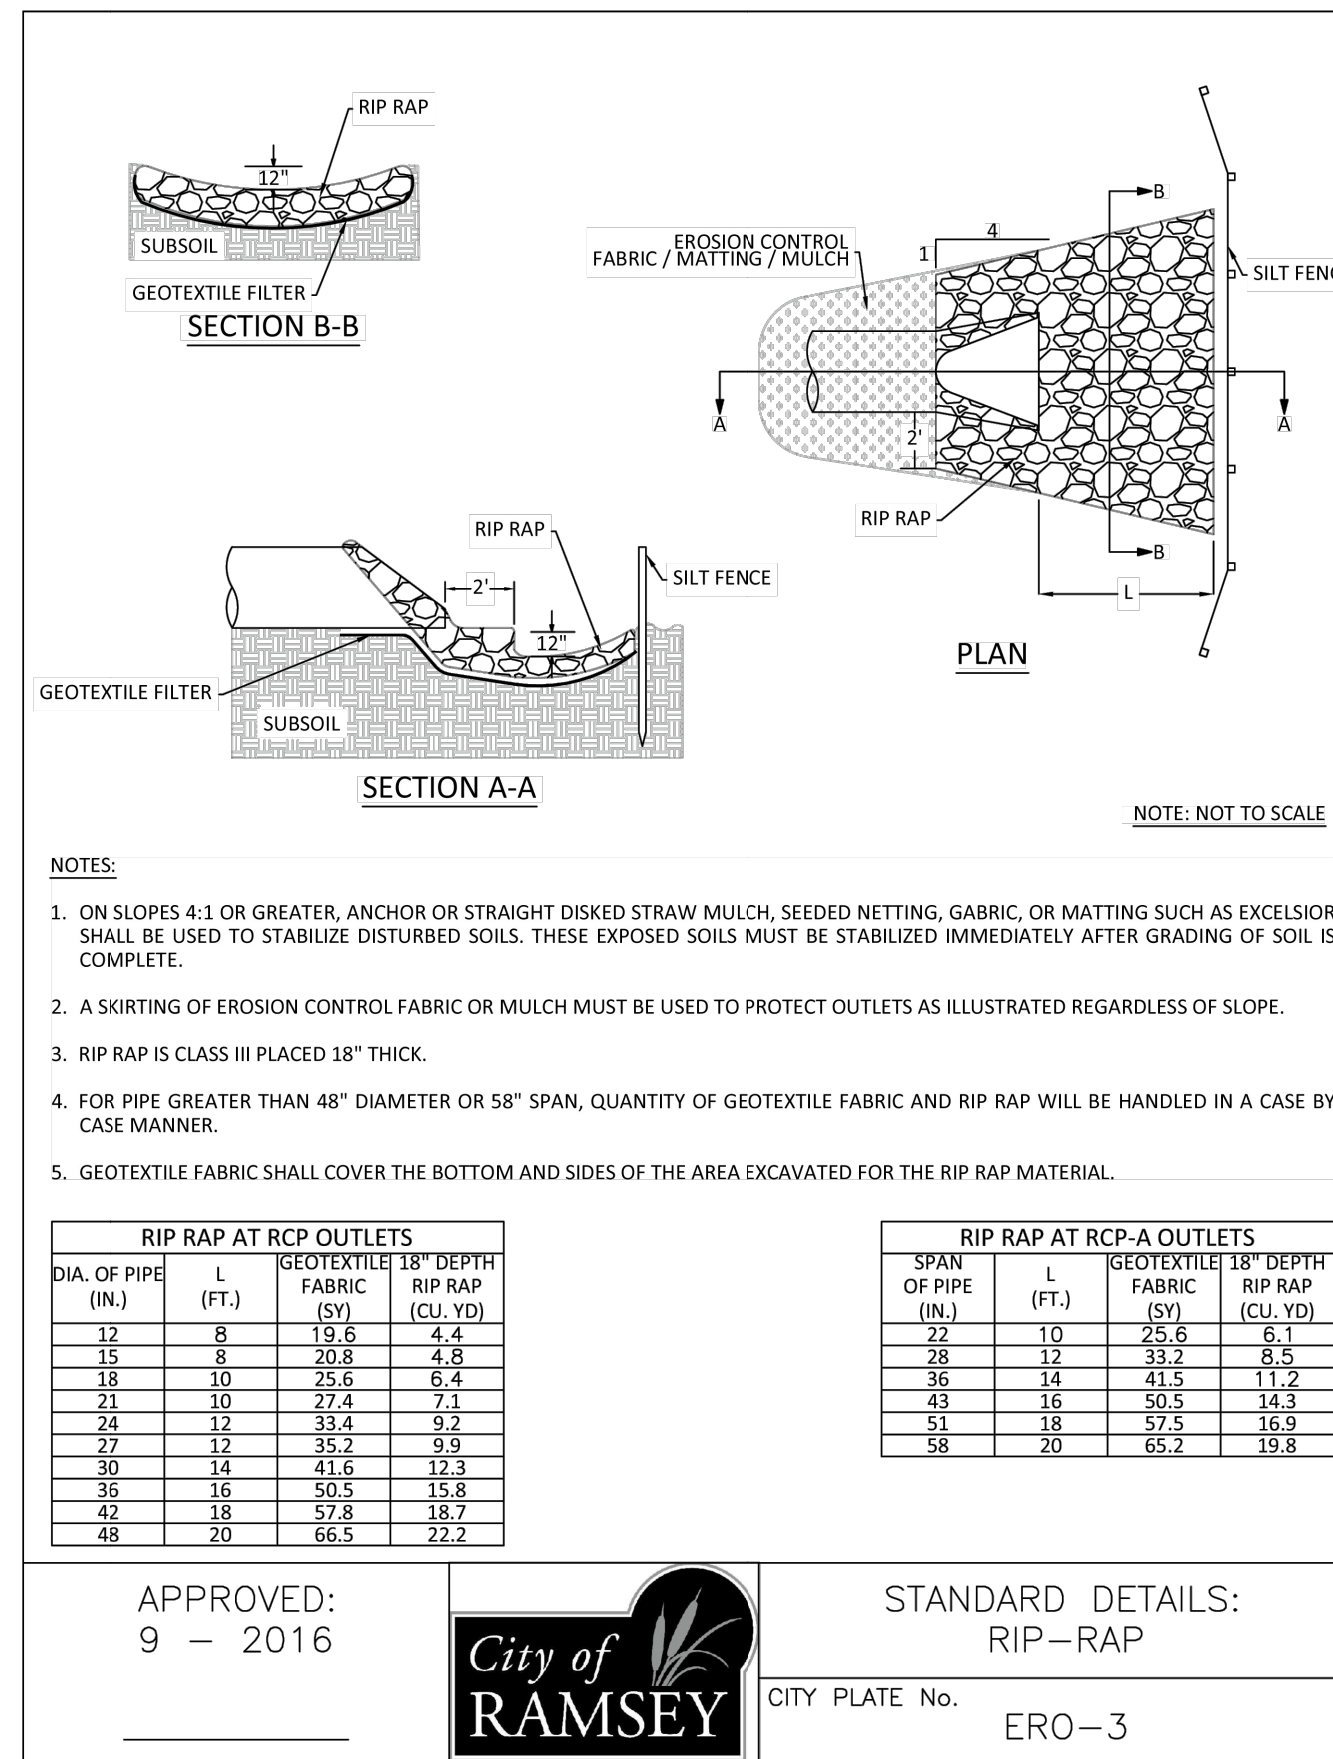 RIP RAP
12"
SUBSOIL
GEOTEXTILE FILTER
SECTION B-B
B
4
1
EROSION CONTROL
FABRIC / MATTING / MULCH
SILT FENC
A
A
2'
RIP RAP
B
L
PLAN
RIP RAP
2'
SILT FENCE
12"
GEOTEXTILE FILTER
SUBSOIL
SECTION A-A
NOTE: NOT TO SCALE
NOTES:
1. ON SLOPES 4:1 OR GREATER, ANCHOR OR STRAIGHT DISKED STRAW MULCH, SEEDED NETTING, GABRIC, OR MATTING SUCH AS EXCELSIOR
SHALL BE USED TO STABILIZE DISTURBED SOILS. THESE EXPOSED SOILS MUST BE STABILIZED IMMEDIATELY AFTER GRADING OF SOIL IS
COMPLETE.
2. A SKIRTING OF EROSION CONTROL FABRIC OR MULCH MUST BE USED TO PROTECT OUTLETS AS ILLUSTRATED REGARDLESS OF SLOPE.
3. RIP RAP IS CLASS III PLACED 18" THICK.
4. FOR PIPE GREATER THAN 48" DIAMETER OR 58" SPAN, QUANTITY OF GEOTEXTILE FABRIC AND RIP RAP WILL BE HANDLED IN A CASE BY
CASE MANNER.
5. GEOTEXTILE FABRIC SHALL COVER THE BOTTOM AND SIDES OF THE AREA EXCAVATED FOR THE RIP RAP MATERIAL.
RIP RAP AT RCP OUTLETS
DIA. OF PIPE (IN.) L (FT.) GEOTEXTILE FABRIC (SY) 18" DEPTH RIP RAP (CU. YD)
12 8 19.6 4.4
15 8 20.8 4.8
18 10 25.6 6.4
21 10 27.4 7.1
24 12 33.4 9.2
27 12 35.2 9.9
30 14 41.6 12.3
36 16 50.5 15.8
42 18 57.8 18.7
48 20 66.5 22.2
RIP RAP AT RCP-A OUTLETS
SPAN OF PIPE (IN.) L (FT.) GEOTEXTILE FABRIC (SY) 18" DEPTH RIP RAP (CU. YD)
22 10 25.6 6.1
28 12 33.2 8.5
36 14 41.5 11.2
43 16 50.5 14.3
51 18 57.5 16.9
58 20 65.2 19.8
APPROVED:
9 - 2016
City of
RAMSEY
STANDARD DETAILS:
RIP-RAP
CITY PLATE No.
ERO-3